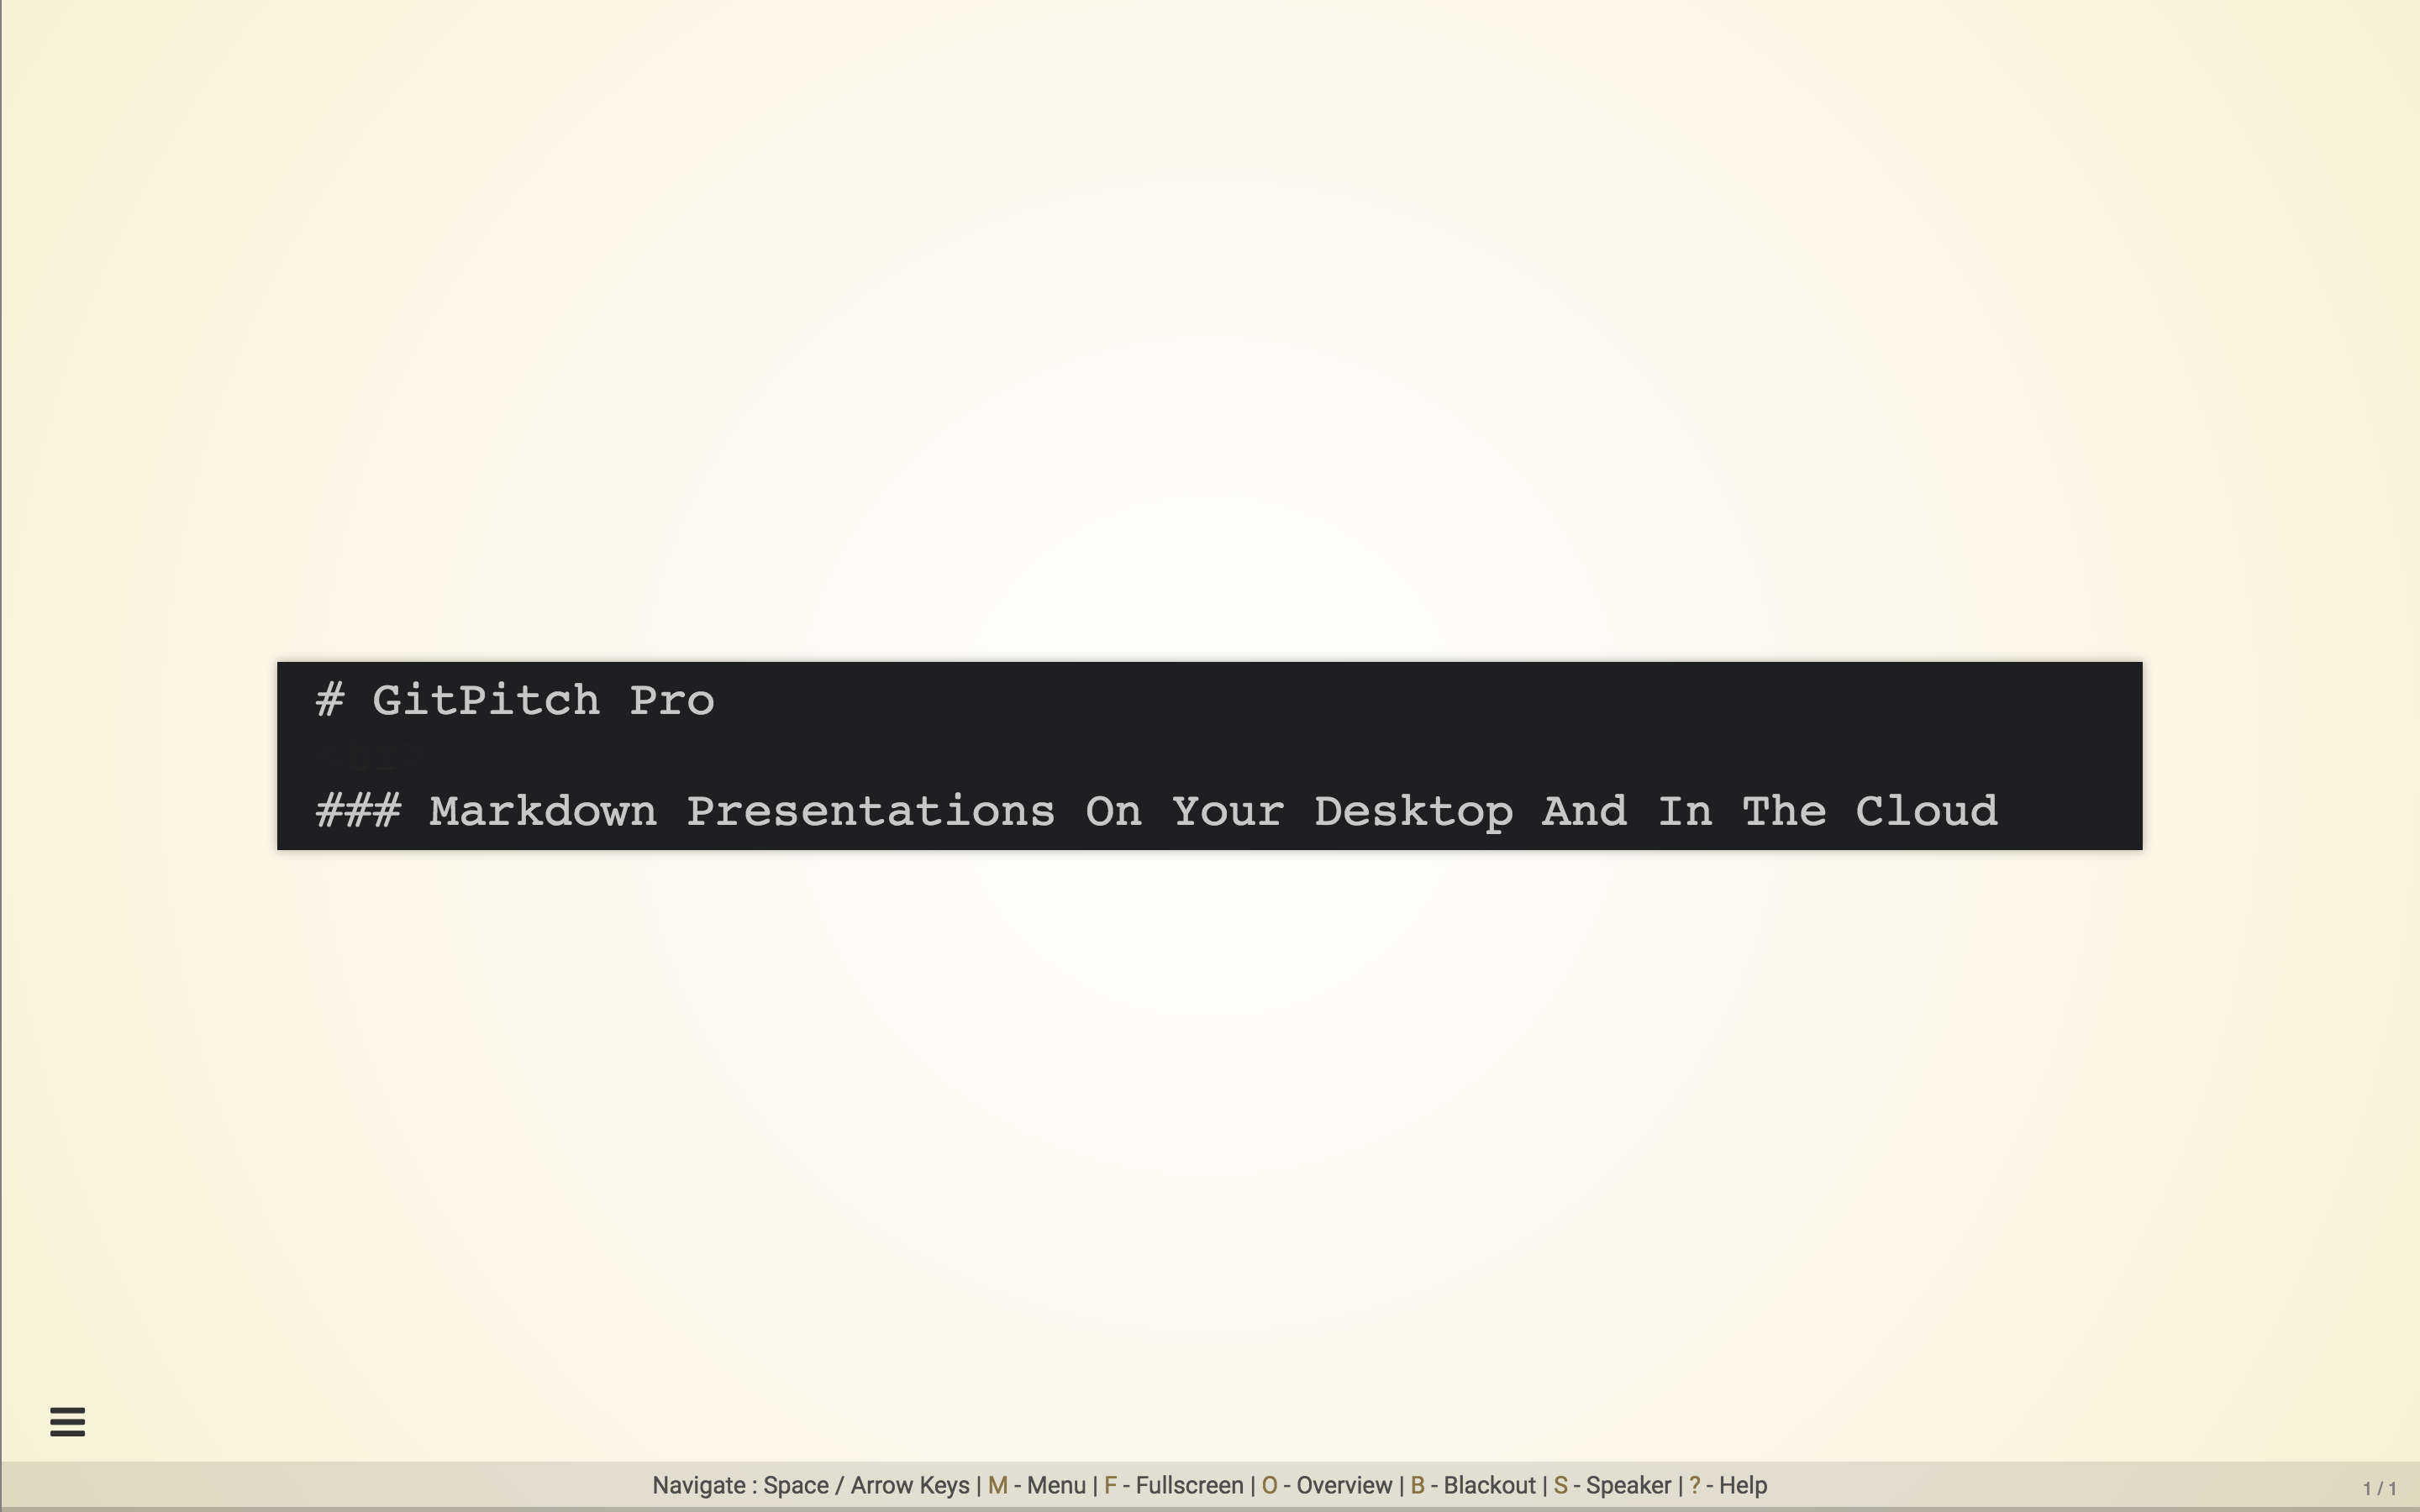 # GitPitch Pro
### Markdown Presentations On Your Desktop And In The Cloud
Navigate : Space / Arrow Keys | M - Menu | F - Fullscreen | O - Overview | B - Blackout | S - Speaker | ? - Help
1 / 1